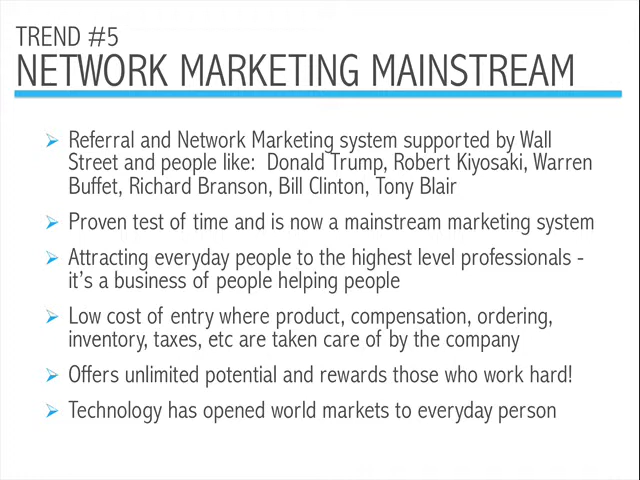 TREND #5
NETWORK MARKETING MAINSTREAM
➢ Referral and Network Marketing system supported by Wall
Street and people like:  Donald Trump, Robert Kiyosaki, Warren
Buffet, Richard Branson, Bill Clinton, Tony Blair
➢ Proven test of time and is now a mainstream marketing system
➢ Attracting everyday people to the highest level professionals -
it's a business of people helping people
➢ Low cost of entry where product, compensation, ordering,
inventory, taxes, etc are taken care of by the company
➢ Offers unlimited potential and rewards those who work hard!
➢ Technology has opened world markets to everyday person